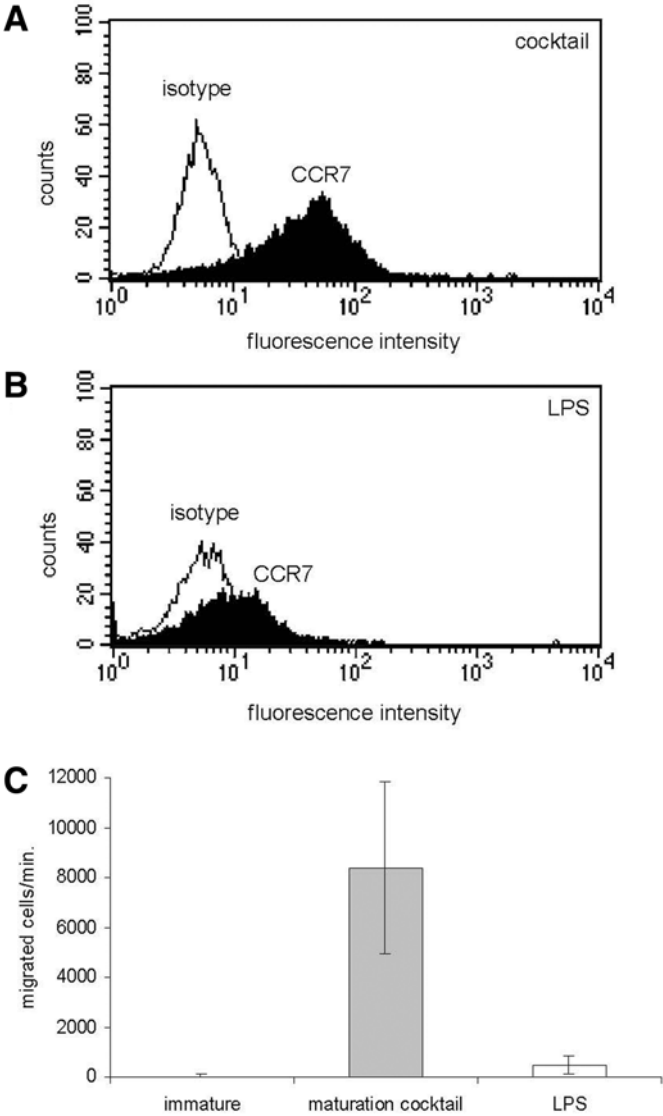 A
cocktail
isotype
CCR7
counts
100
80
60
40
20
0
10^0 10^1 10^2 10^3 10^4
fluorescence intensity
B
LPS
isotype
CCR7
counts
100
80
60
40
20
0
10^0 10^1 10^2 10^3 10^4
fluorescence intensity
C
migrated cells/min.
12000
10000
8000
6000
4000
2000
0
immature maturation cocktail LPS